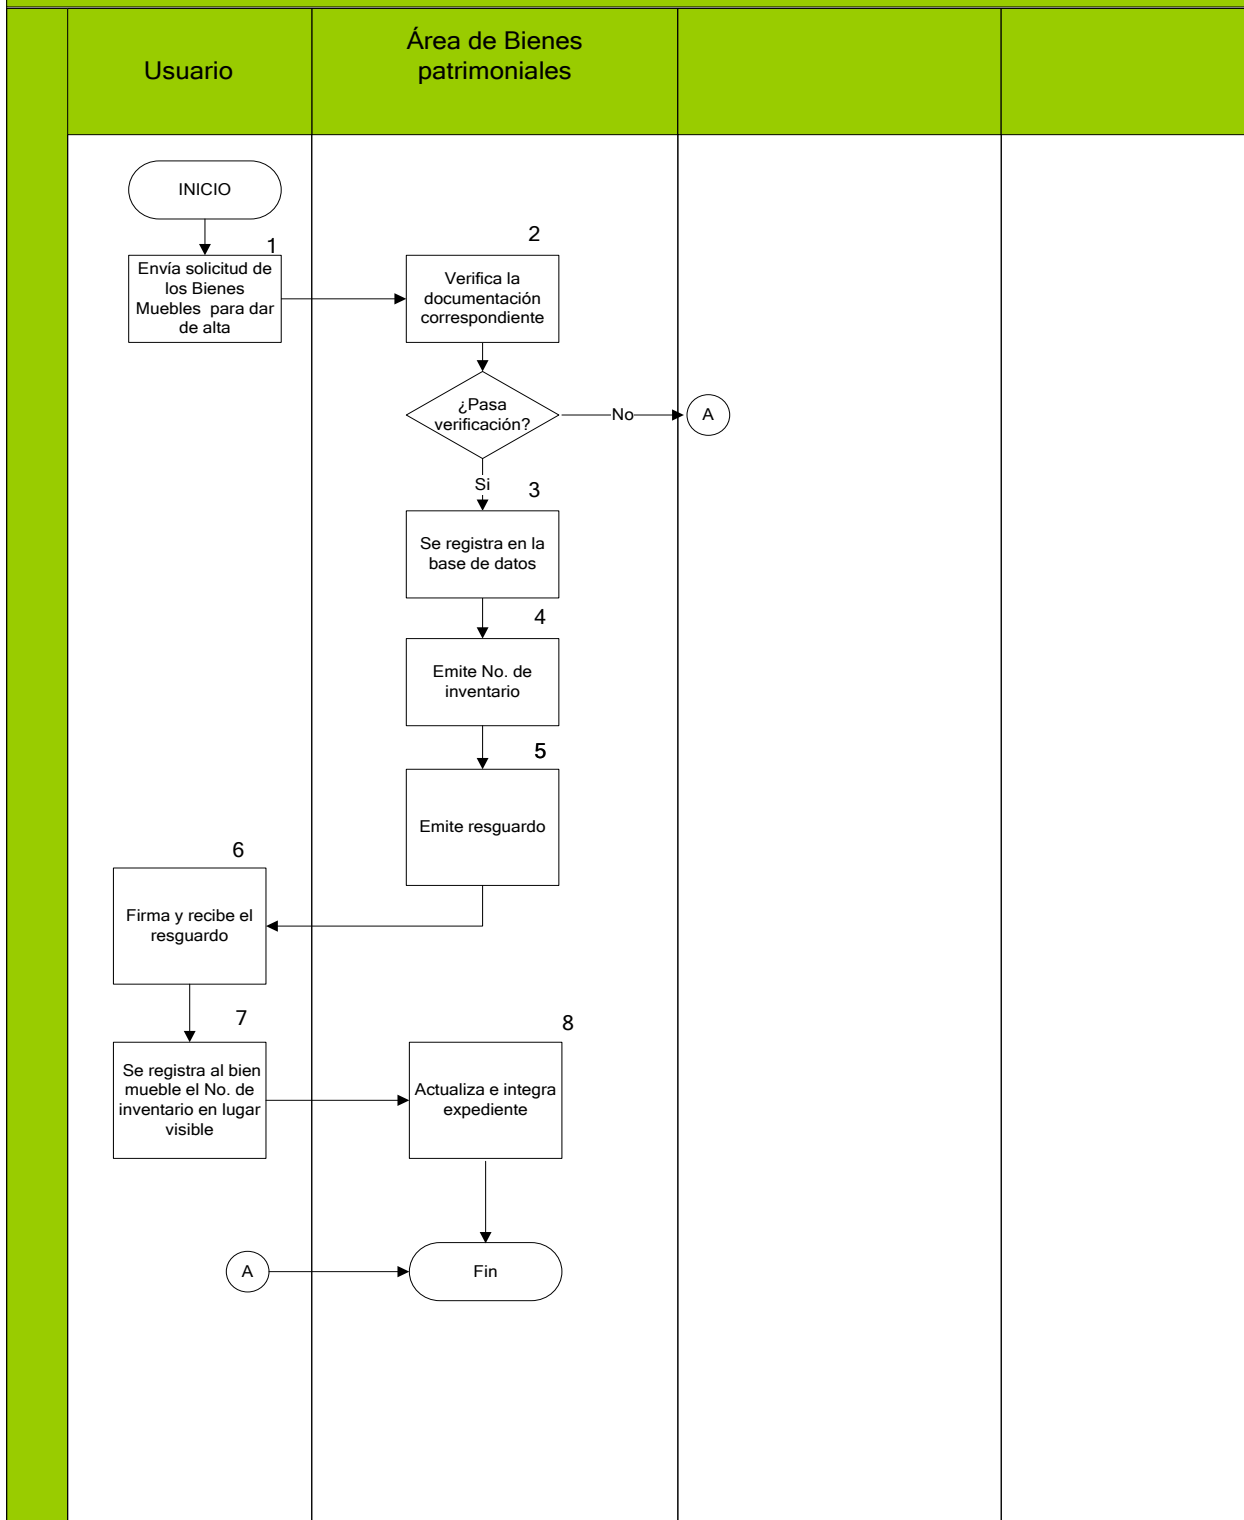 Usuario
Área de Bienes
patrimoniales
INICIO
1
Envía solicitud de
los Bienes
Muebles para dar
de alta
2
Verifica la
documentación
correspondiente
¿Pasa
verificación?
No
A
Si
3
Se registra en la
base de datos
4
Emite No. de
inventario
5
Emite resguardo
6
Firma y recibe el
resguardo
7
Se registra al bien
mueble el No. de
inventario en lugar
visible
8
Actualiza e integra
expediente
A
Fin